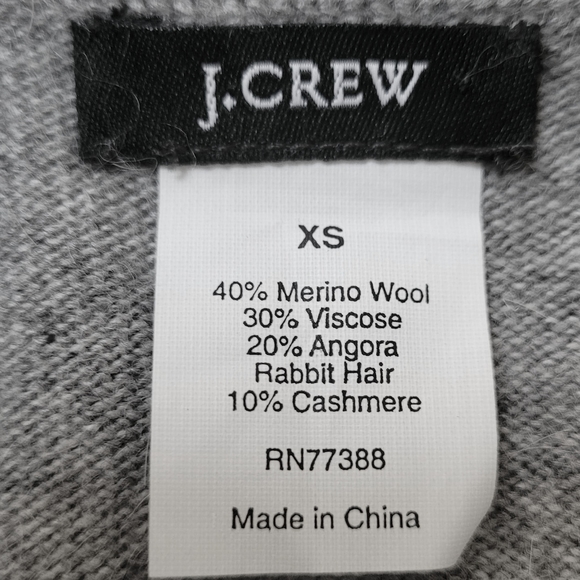 J.CREW
XS
40% Merino Wool
30% Viscose
20% Angora
Rabbit Hair
10% Cashmere
RN77388
Made in China